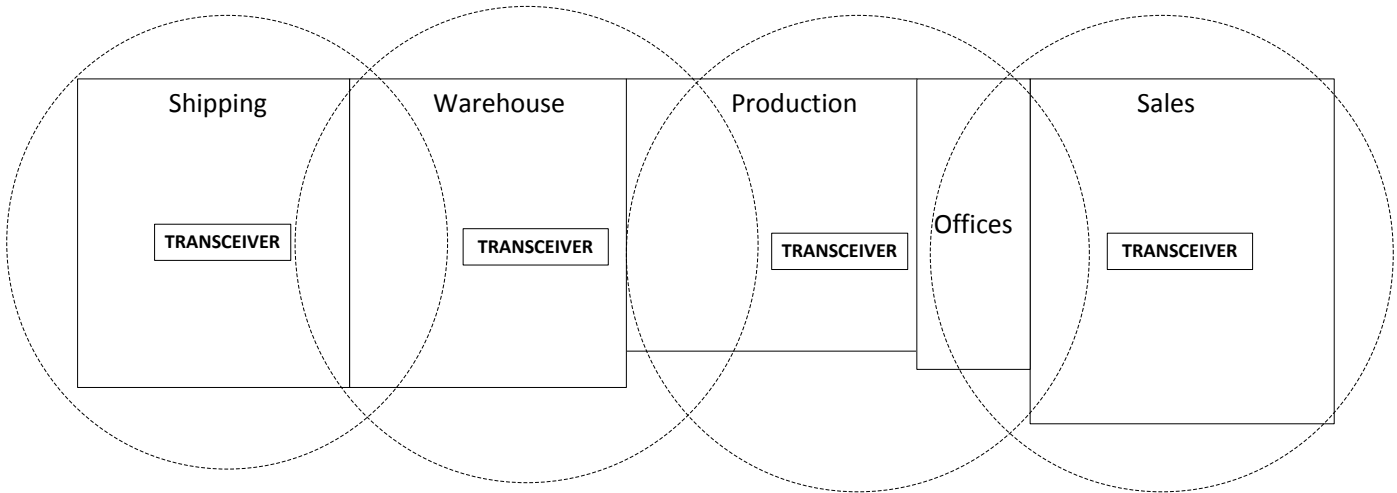 Shipping
Warehouse
Production
Sales
Offices
TRANSCEIVER
TRANSCEIVER
TRANSCEIVER
TRANSCEIVER